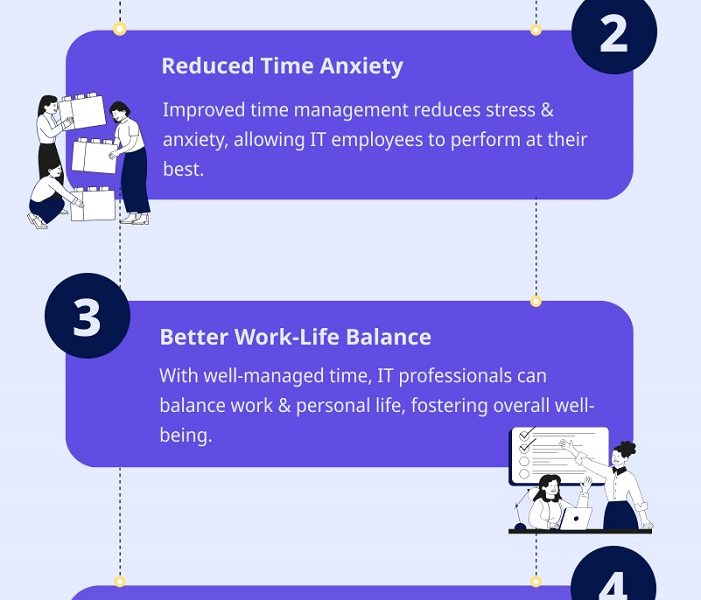 2
Reduced Time Anxiety
Improved time management reduces stress &
anxiety, allowing IT employees to perform at their
best.
3
Better Work-Life Balance
With well-managed time, IT professionals can
balance work & personal life, fostering overall well-
being.
4